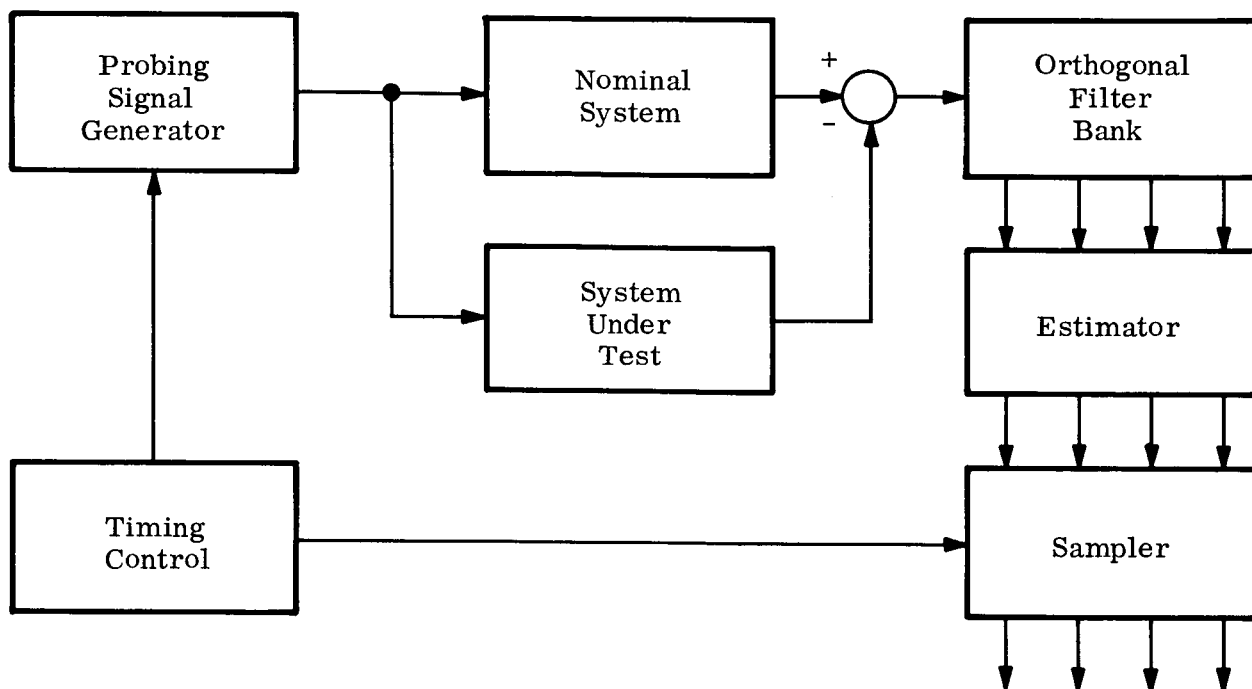 Probing
Signal
Generator
Nominal
System
+
-
Orthogonal
Filter
Bank
System
Under
Test
Estimator
Timing
Control
Sampler